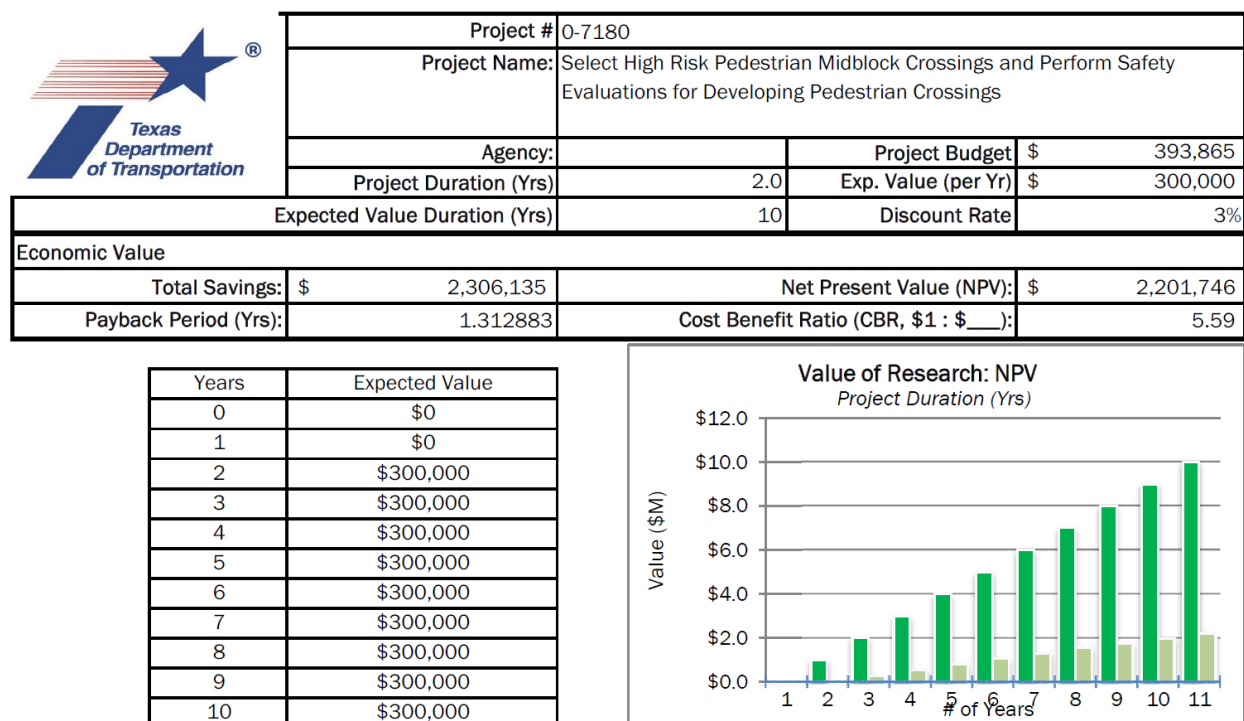 ®
Texas
Department
of Transportation
Project # 0-7180
Project Name: Select High Risk Pedestrian Midblock Crossings and Perform Safety
Evaluations for Developing Pedestrian Crossings
Agency: Project Budget $ 393,865
Project Duration (Yrs) 2.0 Exp. Value (per Yr) $ 300,000
Expected Value Duration (Yrs) 10 Discount Rate 3%
Economic Value
Total Savings: $ 2,306,135 Net Present Value (NPV): $ 2,201,746
Payback Period (Yrs): 1.312883 Cost Benefit Ratio (CBR, $1 : $___): 5.59
Years Expected Value
0 $0
1 $0
2 $300,000
3 $300,000
4 $300,000
5 $300,000
6 $300,000
7 $300,000
8 $300,000
9 $300,000
10 $300,000
Value of Research: NPV
Project Duration (Yrs)
Value ($M)
$12.0
$10.0
$8.0
$6.0
$4.0
$2.0
$0.0
1 2 3 4 5 6 7 8 9 10 11
# of Years